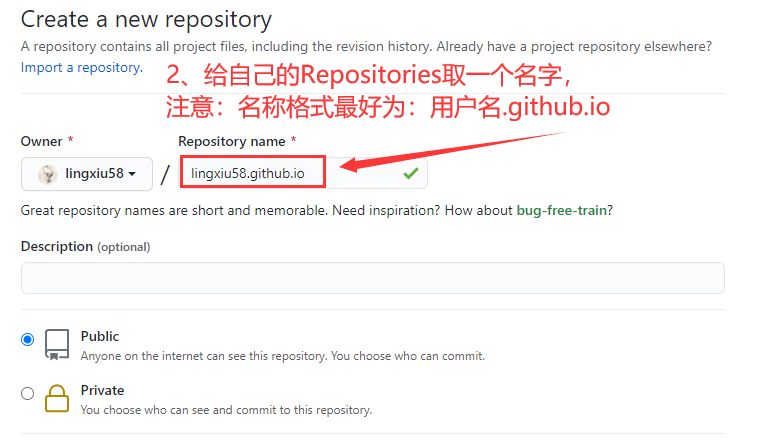 Create a new repository
A repository contains all project files, including the revision history. Already have a project repository elsewhere?
Import a repository.
2、给自己的Repositories取一个名字，
注意：名称格式最好为：用户名.github.io
Owner *
Repository name *
lingxiu58
/
lingxiu58.github.io
Great repository names are short and memorable. Need inspiration? How about bug-free-train?
Description (optional)
Public
Anyone on the internet can see this repository. You choose who can commit.
Private
You choose who can see and commit to this repository.